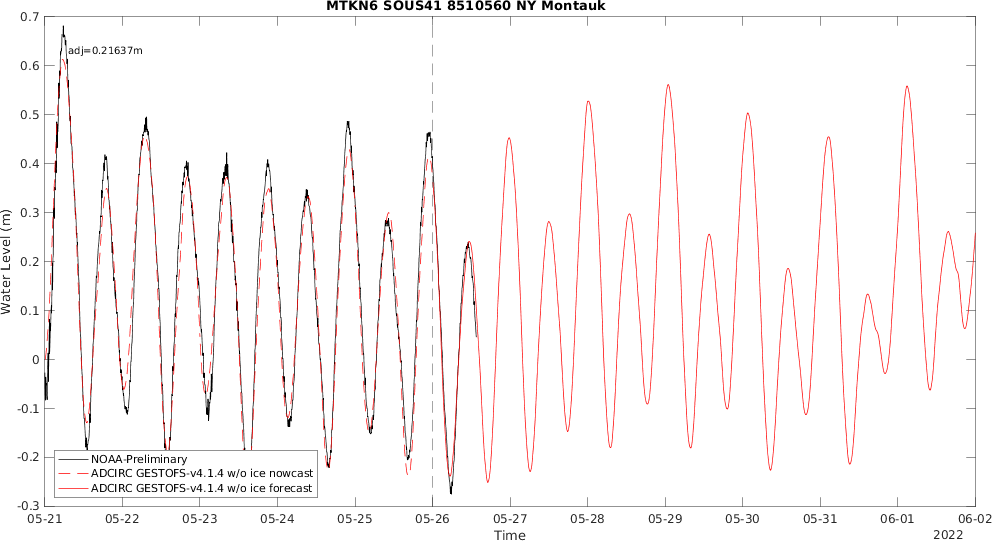 MTKN6 SOUS41 8510560 NY Montauk
adj=0.21637m
0.7
0.6
0.5
0.4
0.3
0.2
0.1
0
-0.1
-0.2
-0.3
Water Level (m)
NOAA-Preliminary
ADCIRC GESTOFS-v4.1.4 w/o ice nowcast
ADCIRC GESTOFS-v4.1.4 w/o ice forecast
05-21 05-22 05-23 05-24 05-25 05-26 05-27 05-28 05-29 05-30 05-31 06-01 06-02
Time
2022